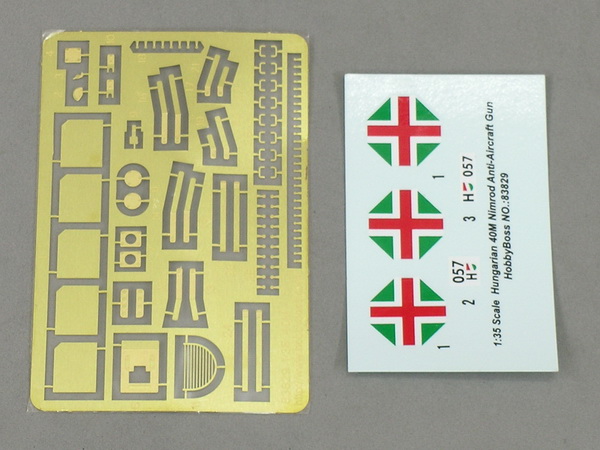 1
3 H 057
2 H 057
1
1:35 Scale Hungarian 40M Nimrod Anti-Aircraft Gun
HobbyBoss NO.:83829